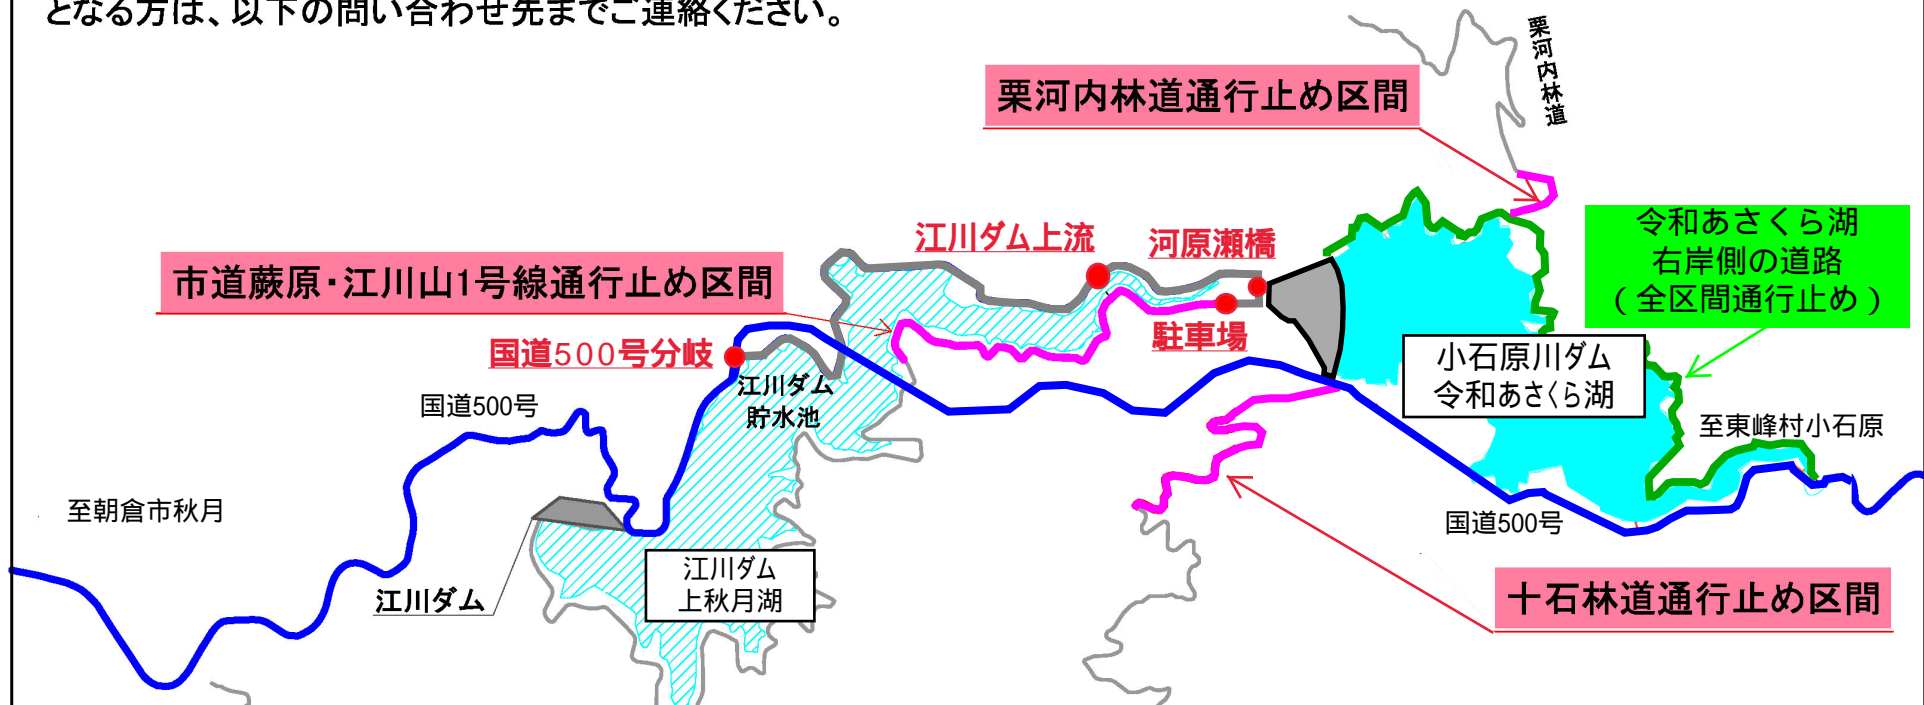 となる方は、以下の問い合わせ先までご連絡ください。
栗河内林道
栗河内林道通行止め区間
令和あさくら湖
右岸側の道路
(全区間通行止め)
江川ダム上流
河原瀬橋
市道蕨原・江川山1号線通行止め区間
駐車場
国道500号分岐
小石原川ダム
令和あさくら湖
江川ダム
貯水池
国道500号
至東峰村小石原
至朝倉市秋月
国道500号
江川ダム
上秋月湖
江川ダム
十石林道通行止め区間